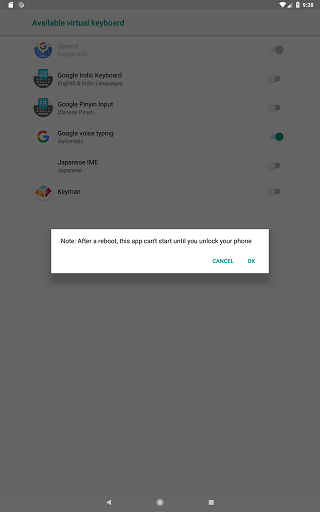 9:38
Available virtual keyboard
Gboard
English (US)
Google Indic Keyboard
English & Indic Languages
Google Pinyin Input
Chinese Pinyin
Google voice typing
Automatic
Japanese IME
Japanese
Keyman
Note: After a reboot, this app can't start until you unlock your phone
CANCEL OK